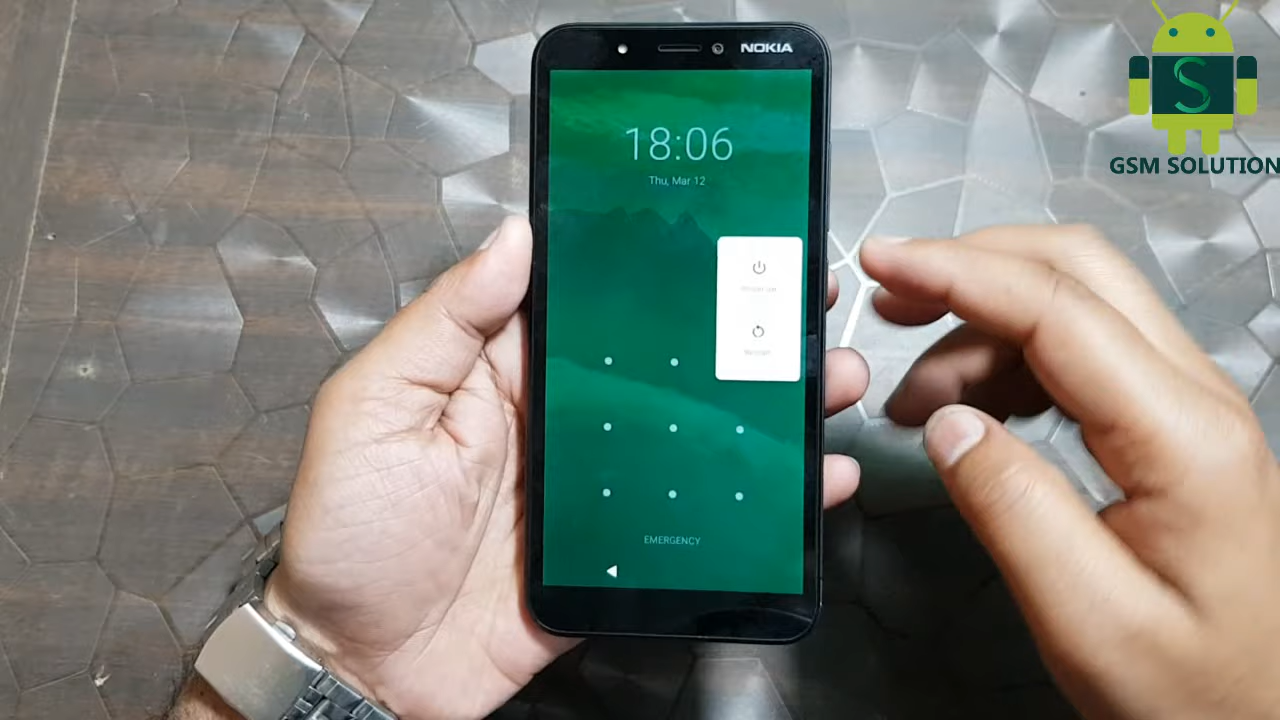 NOKIA
S
GSM SOLUTION
18:06
Thu, Mar 12
EMERGENCY